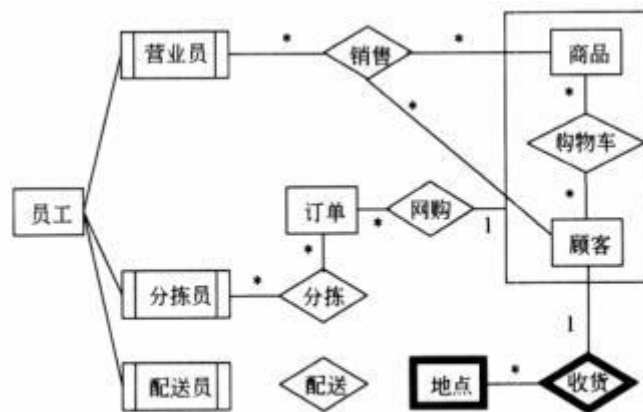 营业员
*
销售
*
商品
*
*
购物车
员工
订单
*
网购
1
*
顾客
*
分拣员
*
分拣
1
配送员
配送
地点
*
收货